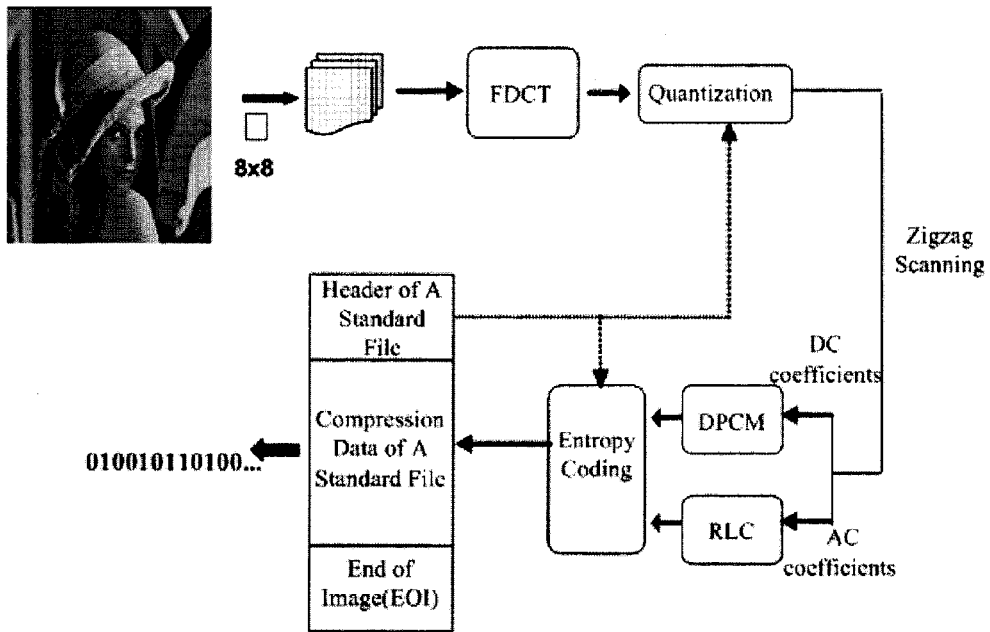 FDCT
Quantization
8x8
Zigzag
Scanning
Header of A
Standard
File
DC
coefficients
Compression
Data of A
Standard File
Entropy
Coding
DPCM
010010110100...
RLC
AC
coefficients
End of
Image(EOI)